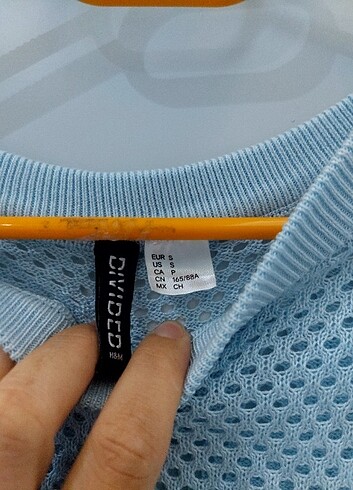 DIVIDED
H&M
EUR S
US S
CA P
CN 165/88A
MX CH